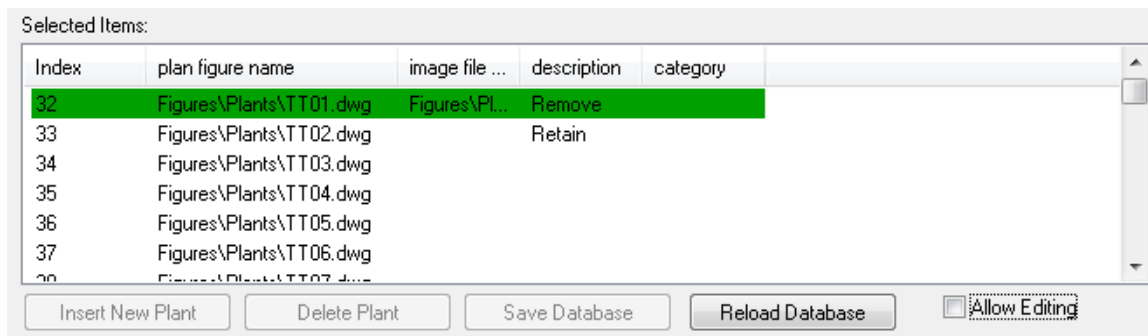 Selected Items:
Index plan figure name image file ... description category
32 Figures\Plants\TT01.dwg Figures\Pl... Remove
33 Figures\Plants\TT02.dwg Retain
34 Figures\Plants\TT03.dwg
35 Figures\Plants\TT04.dwg
36 Figures\Plants\TT05.dwg
37 Figures\Plants\TT06.dwg
Insert New Plant Delete Plant Save Database Reload Database Allow Editing